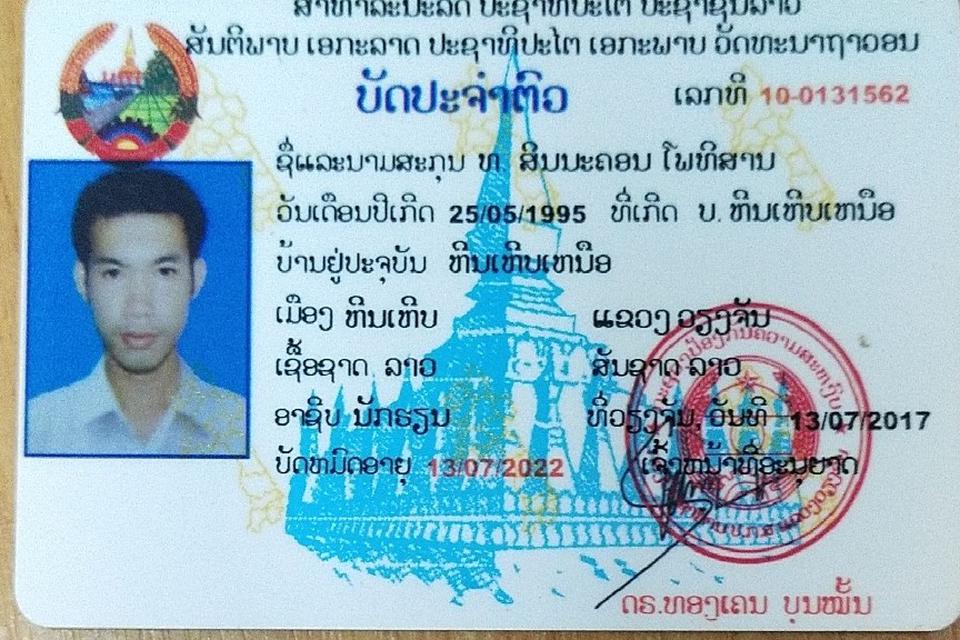 ສາທາລະນະລັດ ປະຊາທິປະໄຕ ປະຊາຊົນລາວ
ສັນຕິພາບ ເອກະລາດ ປະຊາທິປະໄຕ ເອກະພາບ ວັດທະນາຖາວອນ
ບັດປະຈຳຕົວ ເລກທີ 10-0131562
ຊື່ແລະນາມສະກຸນ ທ. ສິນນະຄອນ ໂພທິສານ
ວັນເດືອນປີເກີດ 25/05/1995 ທີ່ເກີດ ບ. ຫີນເຫີບເຫນືອ
ບ້ານຢູ່ປະຈຸບັນ ຫີນເຫີບເຫນືອ
ເມືອງ ຫີນເຫີບ ແຂວງ ວຽງຈັນ
ເຊື້ອຊາດ ລາວ ສັນຊາດ ລາວ
ອາຊີບ ນັກຮຽນ ທີ່ວຽງຈັນ, ວັນທີ 13/07/2017
ບັດຫມົດອາຍຸ 13/07/2022 ເຈົ້າໜ້າທີ່ອະນຸຍາດ
ດຣ.ທອງເຄນ ບຸນໝັ້ນ